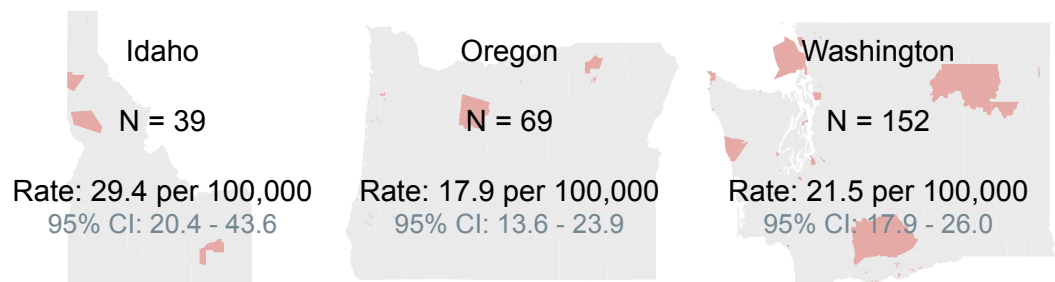 Idaho
N = 39
Rate: 29.4 per 100,000
95% CI: 20.4 - 43.6
Oregon
N = 69
Rate: 17.9 per 100,000
95% CI: 13.6 - 23.9
Washington
N = 152
Rate: 21.5 per 100,000
95% CI: 17.9 - 26.0